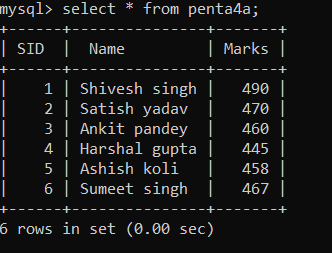 mysql> select * from penta4a;
+------+---------------+-------+
| SID  |  Name         | Marks |
+------+---------------+-------+
|    1 | Shivesh singh |   490 |
|    2 | Satish yadav  |   470 |
|    3 | Ankit pandey  |   460 |
|    4 | Harshal gupta |   445 |
|    5 | Ashish koli   |   458 |
|    6 | Sumeet singh  |   467 |
+------+---------------+-------+
6 rows in set (0.00 sec)